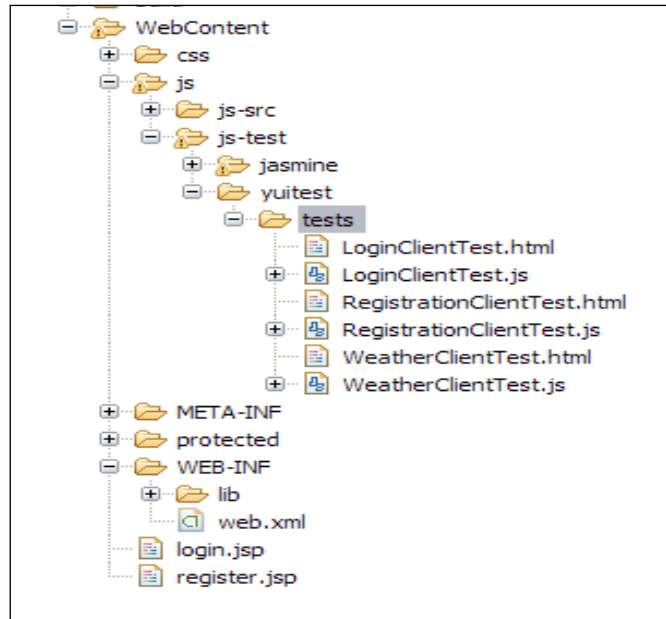 WebContent
css
js
js-src
js-test
jasmine
yuitest
tests
LoginClientTest.html
LoginClientTest.js
RegistrationClientTest.html
RegistrationClientTest.js
WeatherClientTest.html
WeatherClientTest.js
META-INF
protected
WEB-INF
lib
web.xml
login.jsp
register.jsp